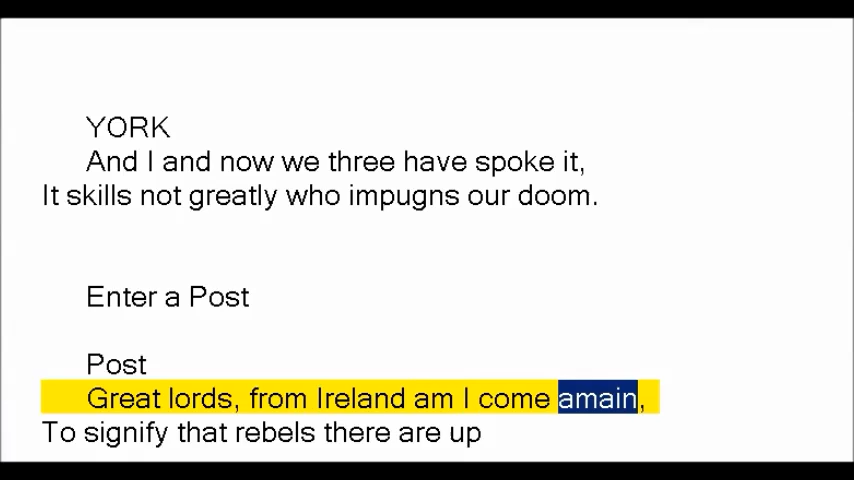 YORK
And I and now we three have spoke it,
It skills not greatly who impugns our doom.
Enter a Post
Post
Great lords, from Ireland am I come amain,
To signify that rebels there are up